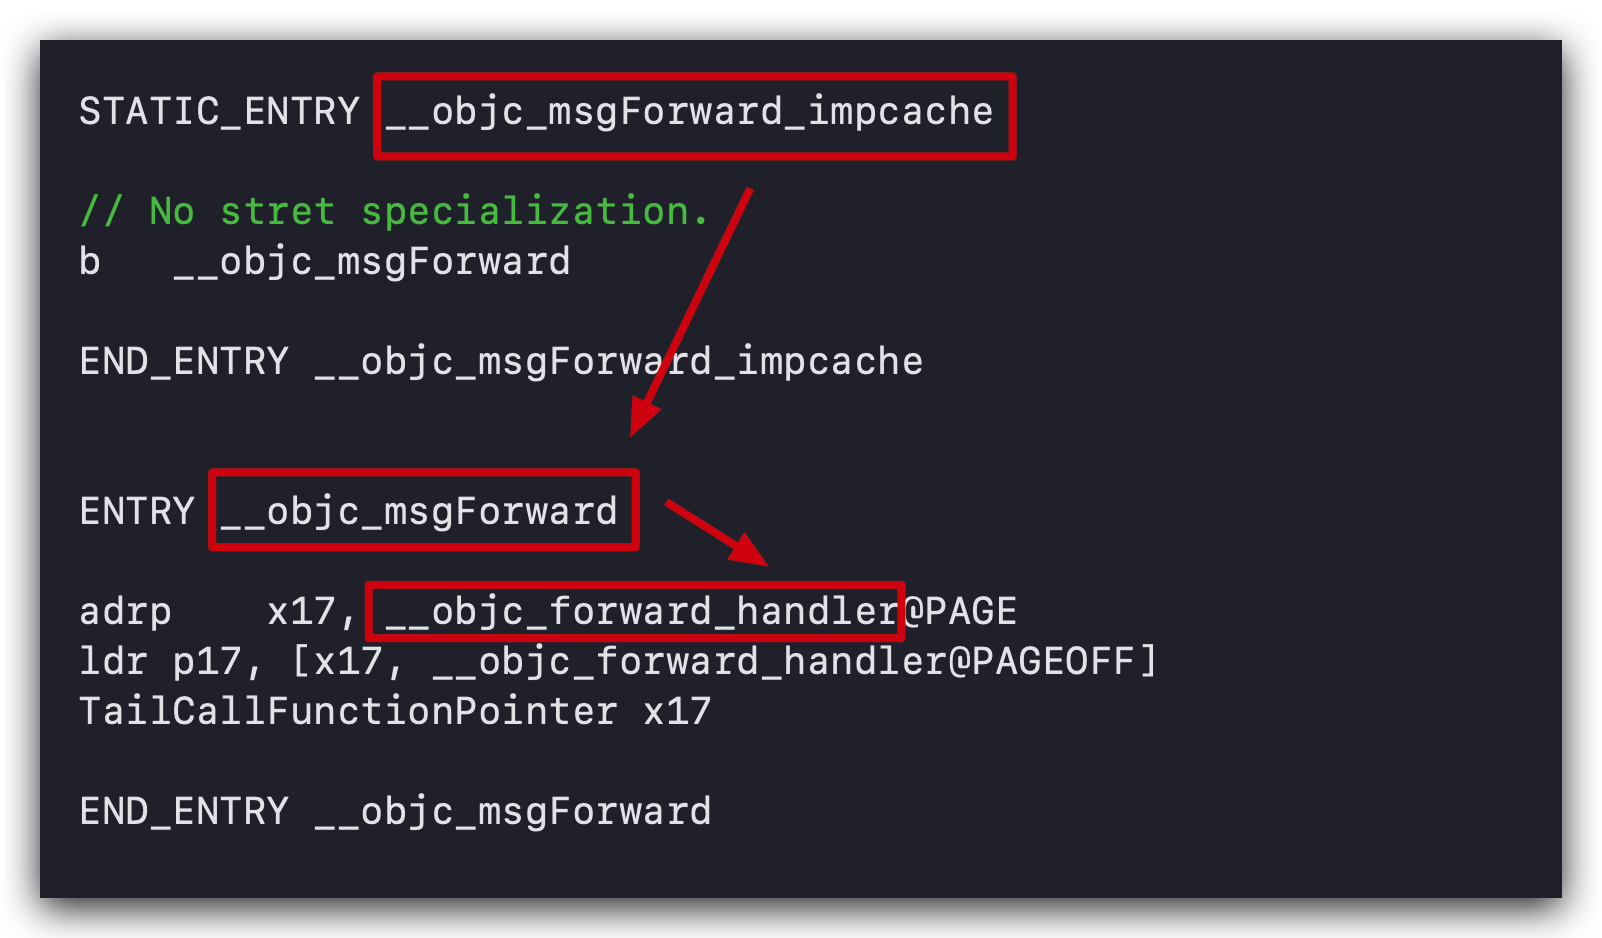 STATIC_ENTRY __objc_msgForward_impcache
// No stret specialization.
b   __objc_msgForward
END_ENTRY __objc_msgForward_impcache
ENTRY __objc_msgForward
adrp    x17, __objc_forward_handler@PAGE
ldr p17, [x17, __objc_forward_handler@PAGEOFF]
TailCallFunctionPointer x17
END_ENTRY __objc_msgForward